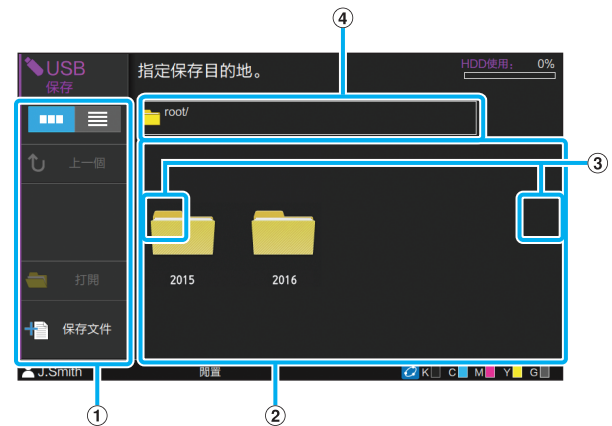 ④
USB
保存
指定保存目的地。
HDD使用： 0%
root/
上一個
③
打開
2015
2016
保存文件
J.Smith
閒置
K C M Y G
①
②